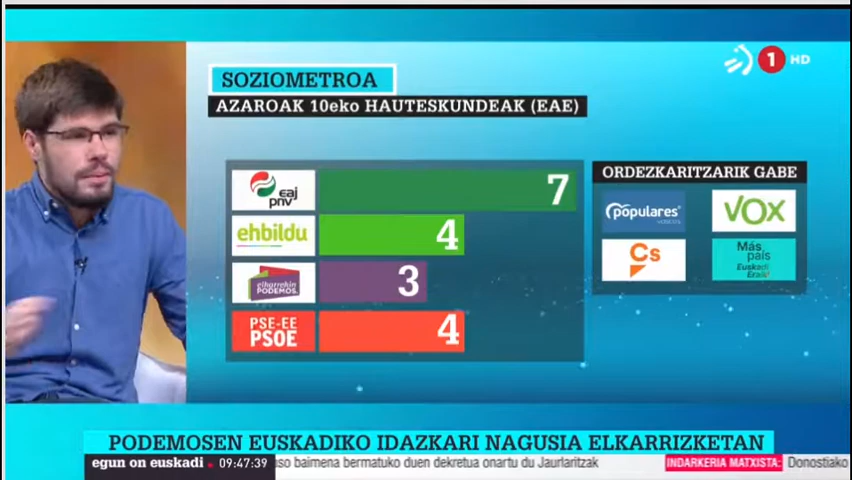 1 HD
SOZIOMETROA
AZAROAK 10eko HAUTESKUNDEAK (EAE)
eaj
pnv
7
ORDEZKARITZARIK GABE
populares
VOX
ehbildu
4
Cs
Más
país
Euskadi
elkarrekin
PODEMOS.
3
PSE-EE
PSOE
4
PODEMOSEN EUSKADIKO IDAZKARI NAGUSIA ELKARRIZKETAN
egun on euskadi 09:47:39 uso baimena bermatuko duen dekretua onartu du Jaurlaritzak INDARKERIA MATXISTA: Donostiako